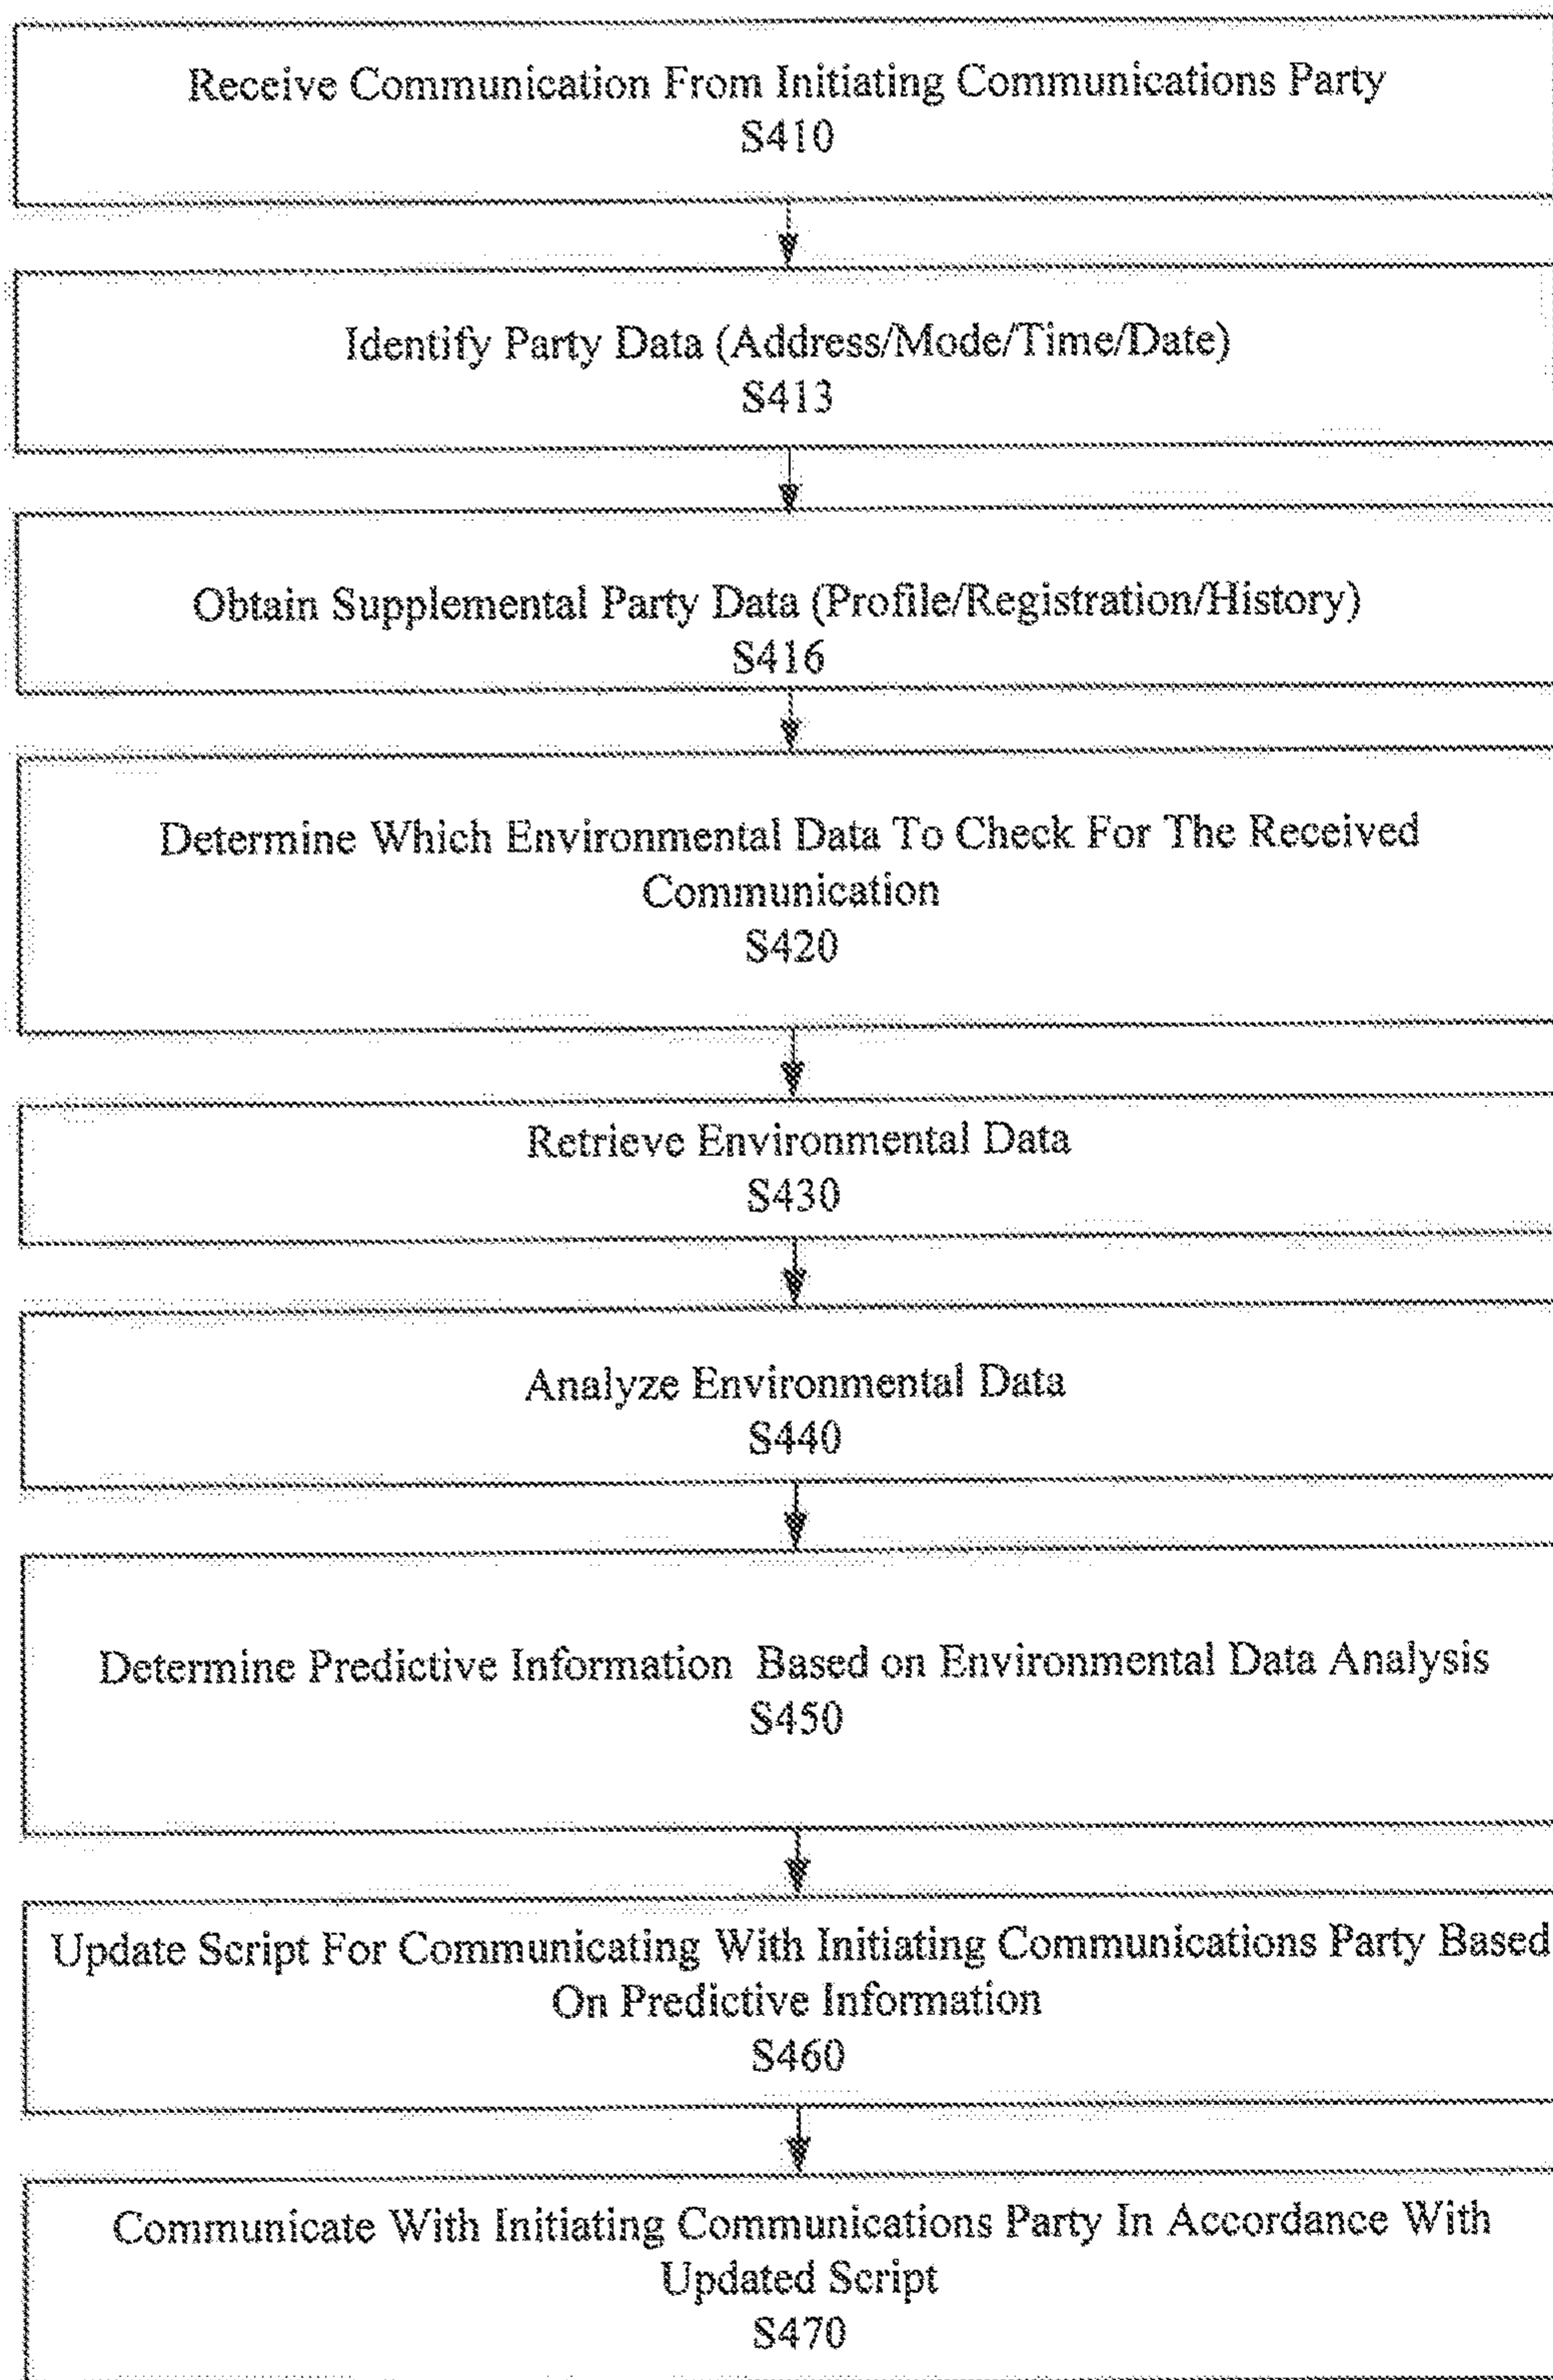 Receive Communication From Initiating Communications Party
S410
Identify Party Data (Address/Mode/Time/Date)
S413
Obtain Supplemental Party Data (Profile/Registration/History)
S416
Determine Which Environmental Data To Check For The Received
Communication
S420
Retrieve Environmental Data
S430
Analyze Environmental Data
S440
Determine Predictive Information Based on Environmental Data Analysis
S450
Update Script For Communicating With Initiating Communications Party Based
On Predictive Information
S460
Communicate With Initiating Communications Party In Accordance With
Updated Script
S470